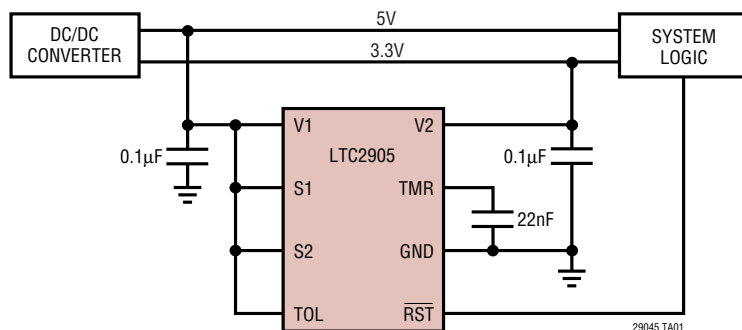 DC/DC
CONVERTER
5V
3.3V
SYSTEM
LOGIC
V1
V2
LTC2905
0.1µF
0.1µF
S1
TMR
22nF
S2
GND
TOL
R̅S̅T̅
29045 TA01